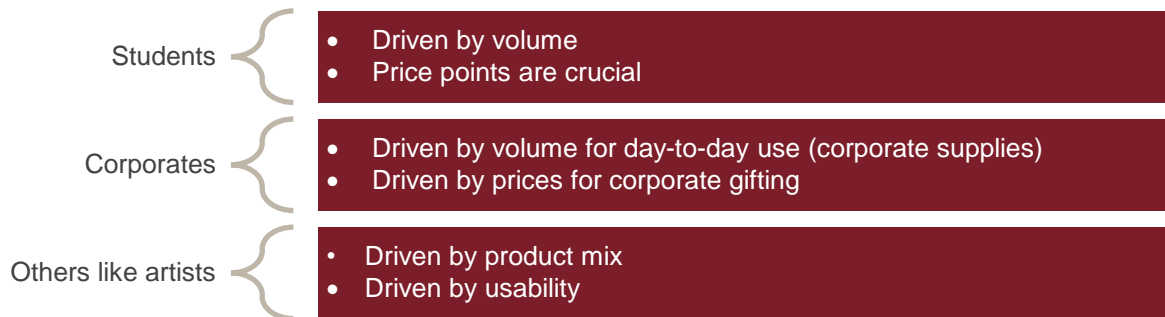 Students
• Driven by volume
• Price points are crucial
Corporates
• Driven by volume for day-to-day use (corporate supplies)
• Driven by prices for corporate gifting
Others like artists
• Driven by product mix
• Driven by usability